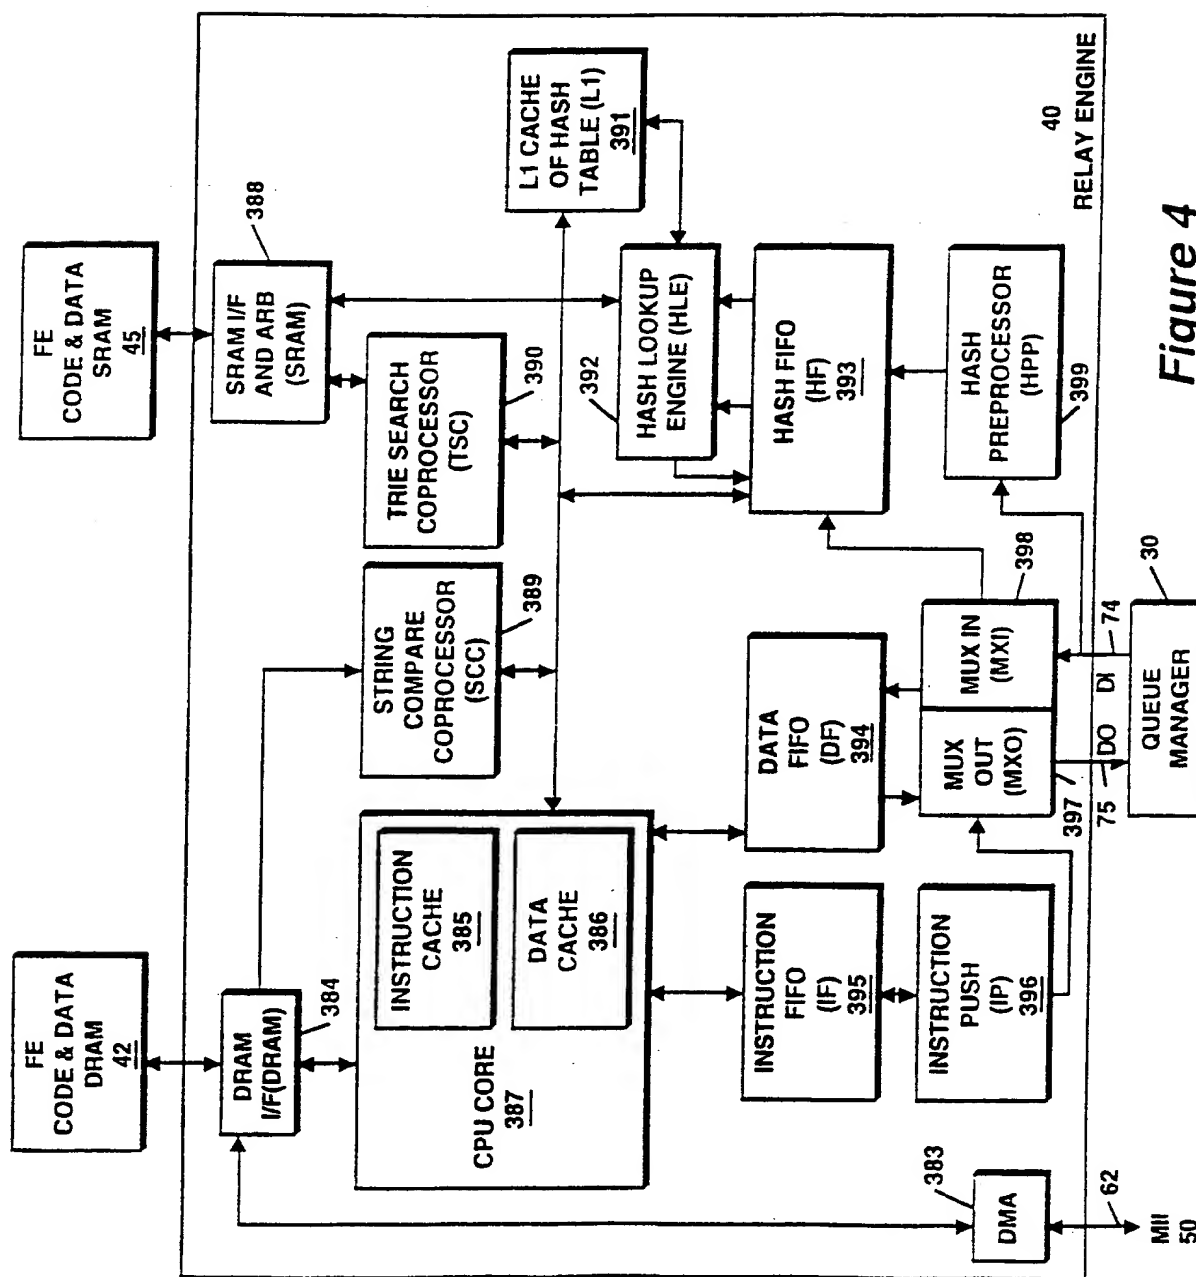 FE
CODE & DATA
DRAM
42
FE
CODE & DATA
SRAM
45
DRAM
I/F(DRAM)
384
SRAM I/F
AND ARB
(SRAM)
388
INSTRUCTION
CACHE
385
DATA
CACHE
386
CPU CORE
387
STRING
COMPARE
COPROCESSOR
(SCC)
389
TRIE SEARCH
COPROCESSOR
(TSC)
390
L1 CACHE
OF HASH
TABLE (L1)
391
392
HASH LOOKUP
ENGINE (HLE)
INSTRUCTION
FIFO
(IF)
395
DATA
FIFO
(DF)
394
HASH FIFO
(HF)
393
INSTRUCTION
PUSH
(IP)
396
MUX
OUT
(MXO)
397
MUX IN
(MXI)
398
HASH
PREPROCESSOR
(HPP)
399
383
DMA
62
MII
50
75
DO
DI
74
QUEUE
MANAGER
30
40
RELAY ENGINE
Figure 4